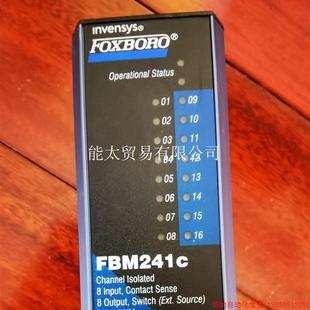 invensys®
FOXBORO®
Operational Status
01 09
02 10
03 11
04 12
05 13
06 14
07 15
08 16
能太贸易有限公司
FBM241c
Channel Isolated
8 Input, Contact Sense
8 Output, Switch (Ext. Source)